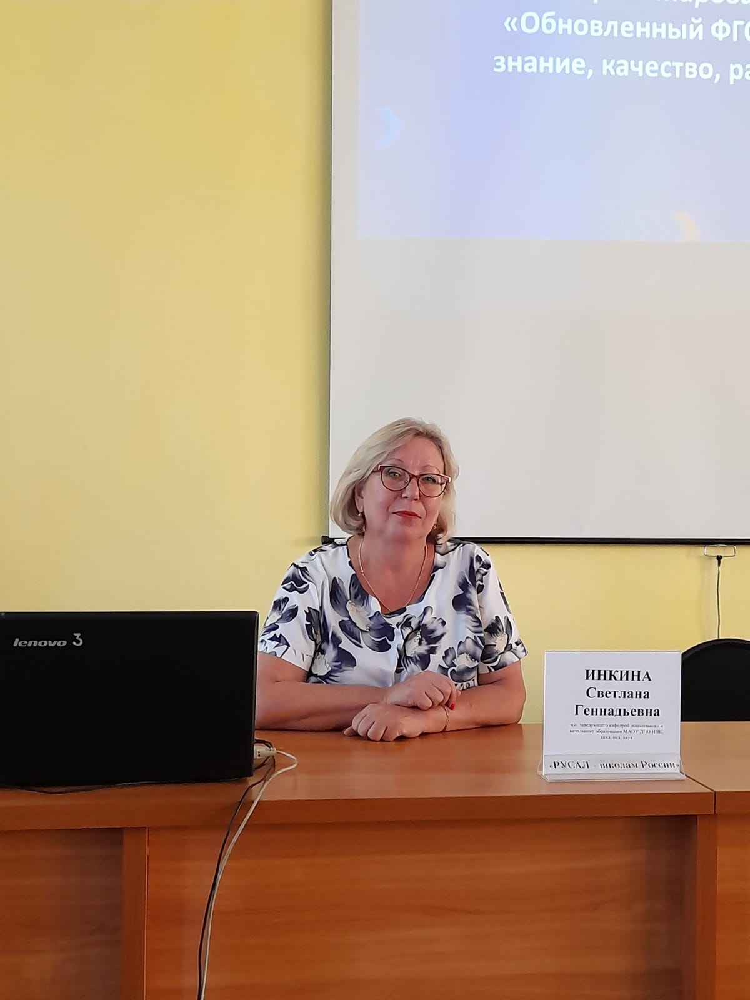 «Обновленный ФГО
знание, качество, ра
lenovo 3
ИНКИНА
Светлана
Геннадьевна
и.о. заведующего кафедрой дошкольного и
начального образования МАОУ ДПО ИПК,
канд. пед. наук
«РУСАЛ - школам России»